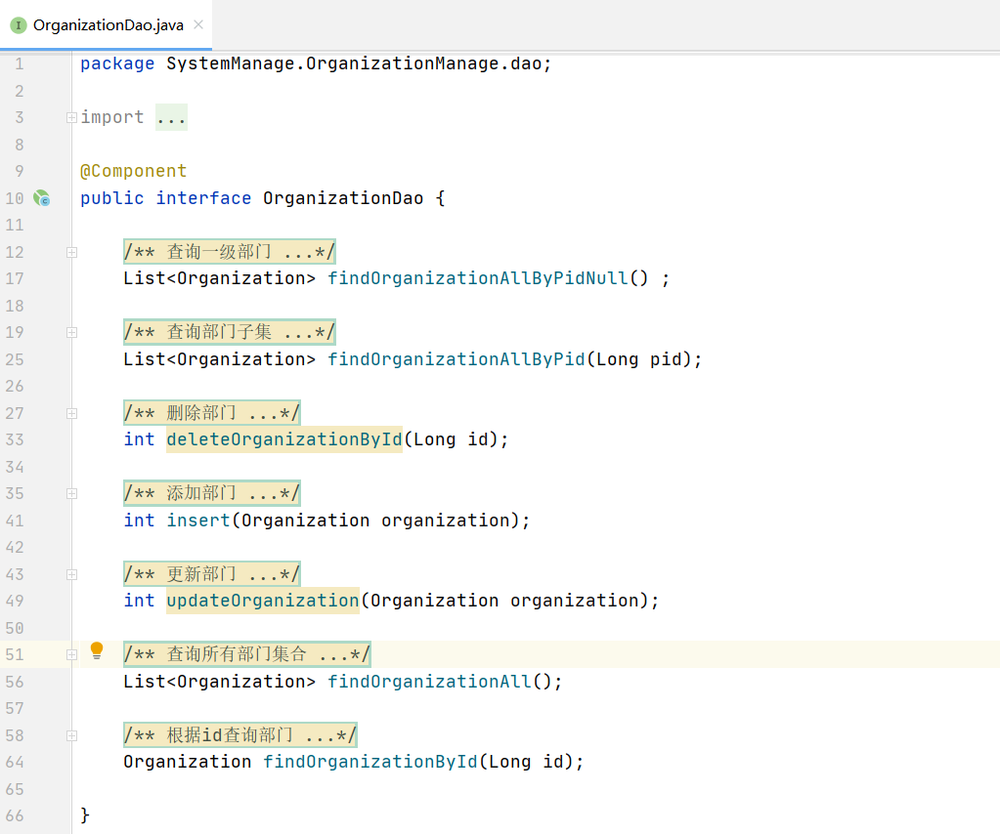 OrganizationDao.java
1 package SystemManage.OrganizationManage.dao;
2
3 import ...
8
9 @Component
10 public interface OrganizationDao {
11
12 /** 查询一级部门 ...*/
17 List<Organization> findOrganizationAllByPidNull() ;
18
19 /** 查询部门子集 ...*/
25 List<Organization> findOrganizationAllByPid(Long pid);
26
27 /** 删除部门 ...*/
33 int deleteOrganizationById(Long id);
34
35 /** 添加部门 ...*/
41 int insert(Organization organization);
42
43 /** 更新部门 ...*/
49 int updateOrganization(Organization organization);
50
51 /** 查询所有部门集合 ...*/
56 List<Organization> findOrganizationAll();
57
58 /** 根据id查询部门 ...*/
64 Organization findOrganizationById(Long id);
65
66 }